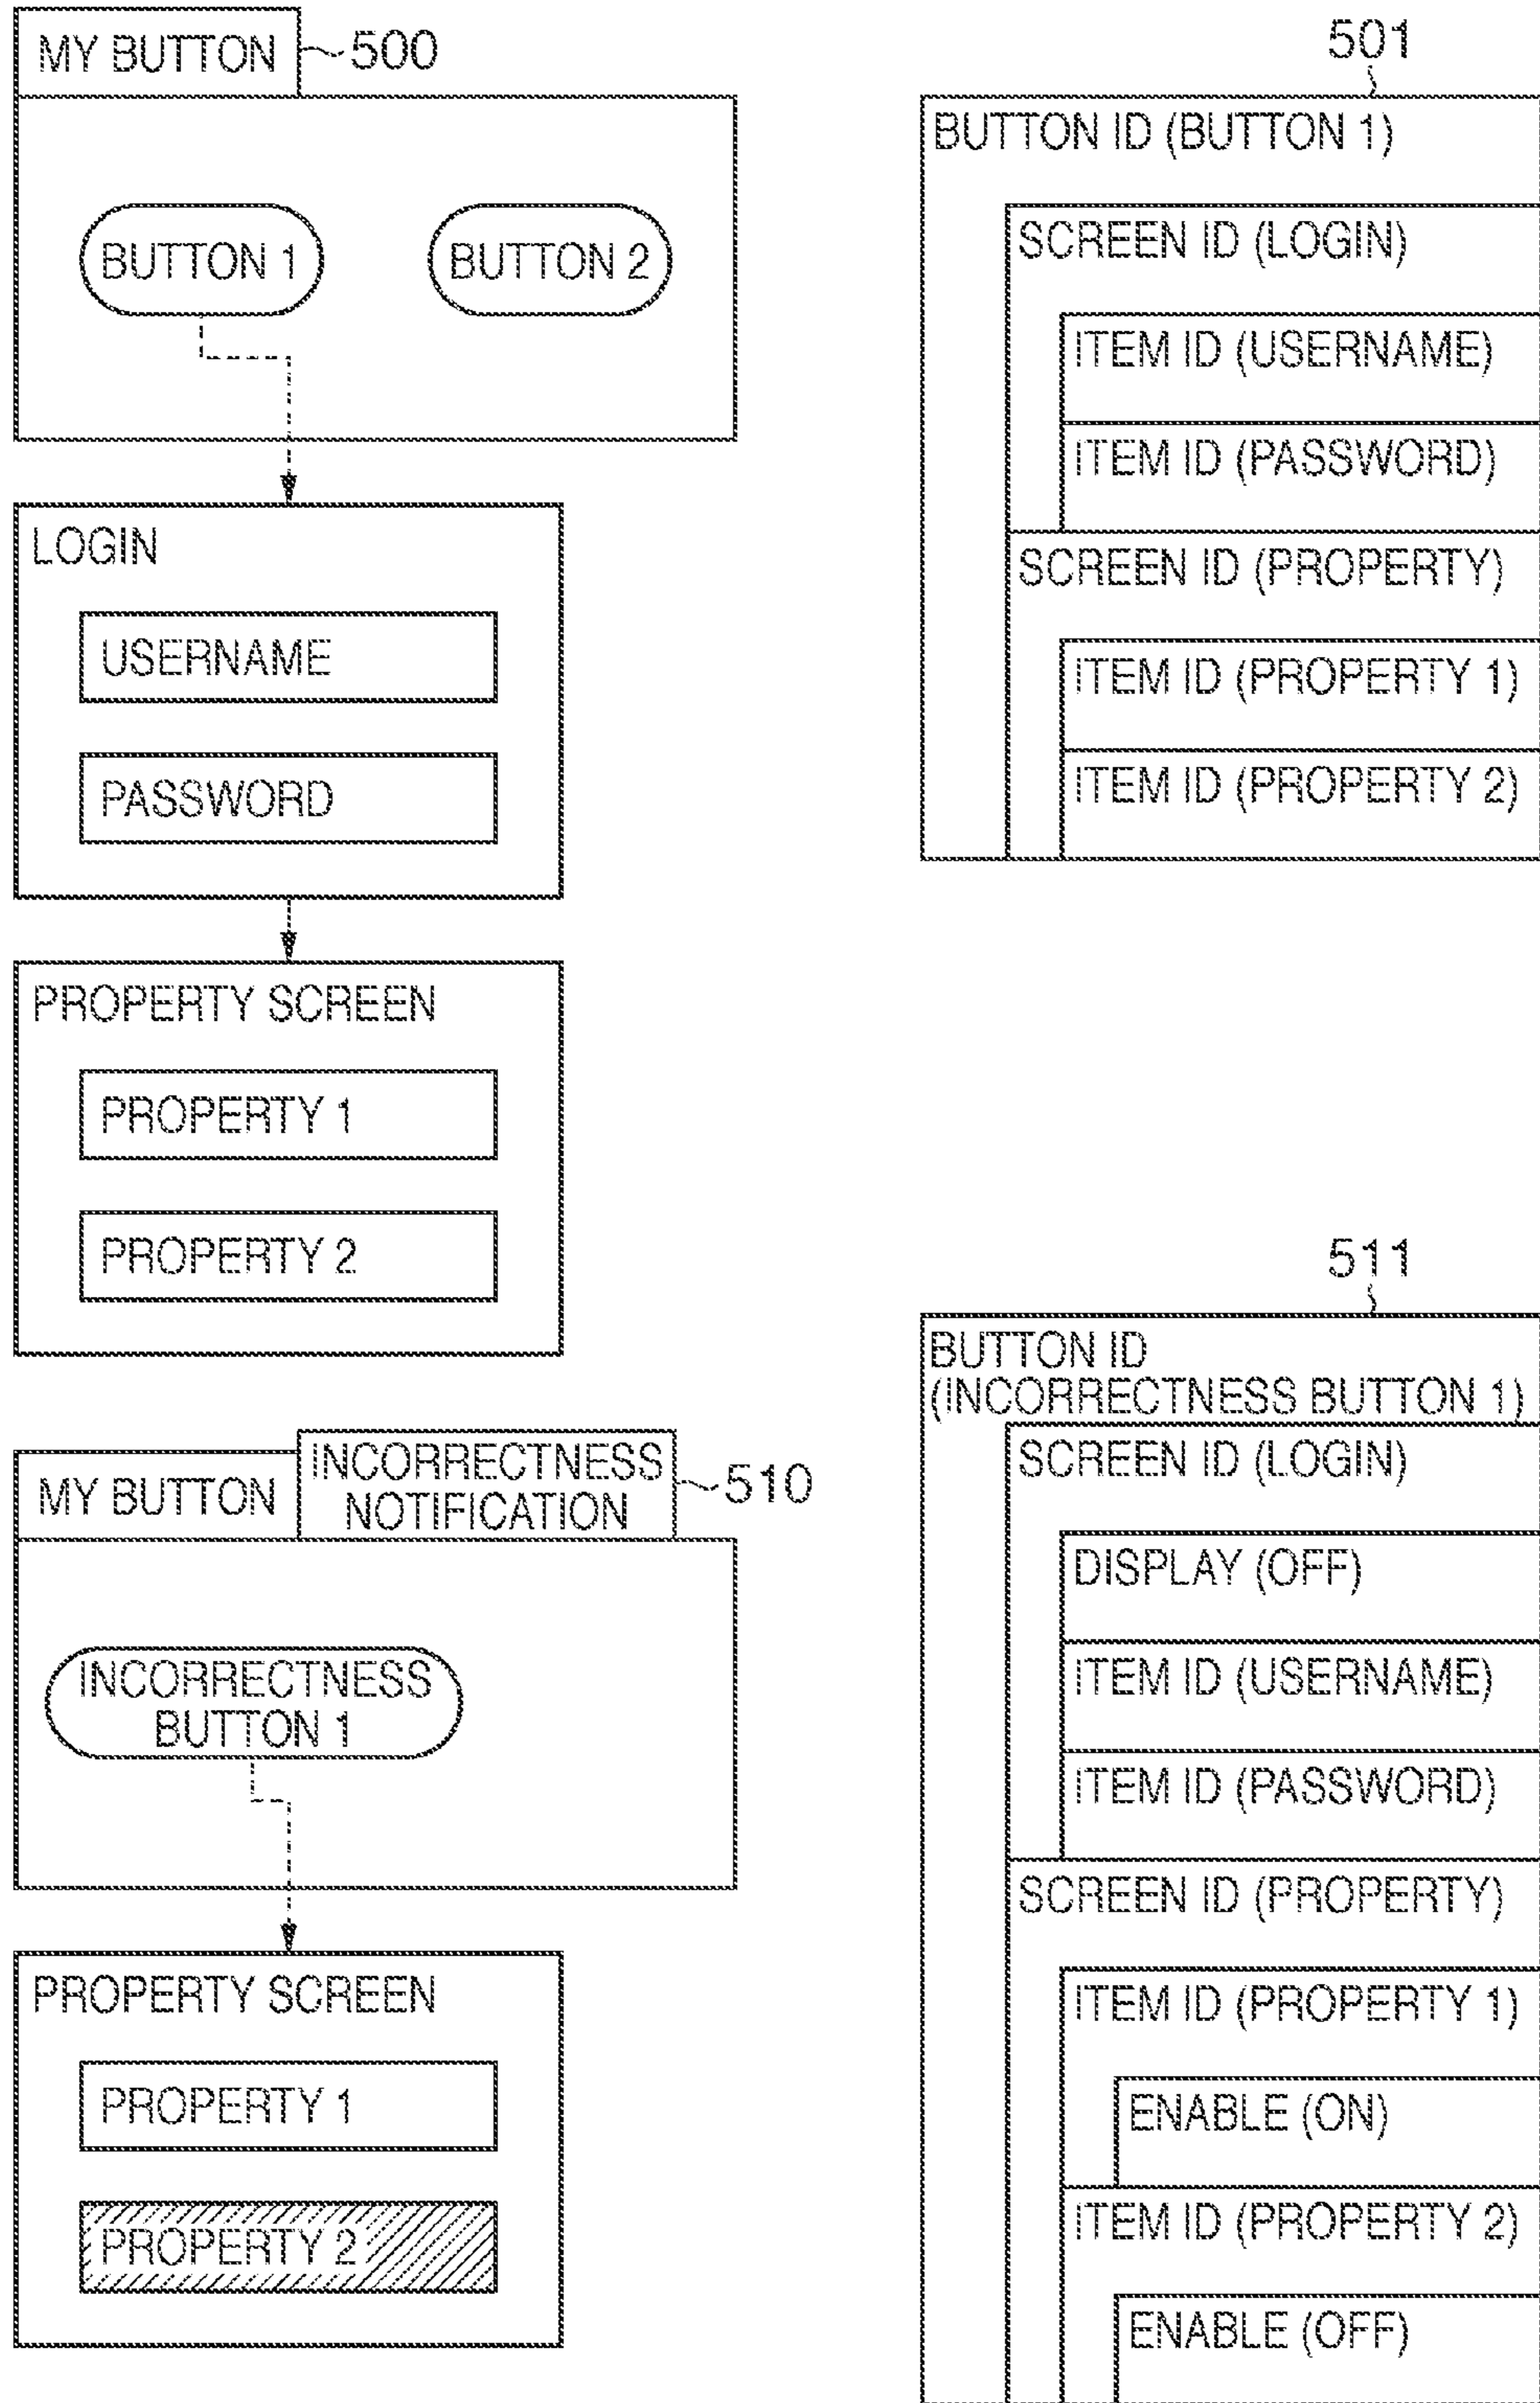 MY BUTTON
500
BUTTON 1
BUTTON 2
LOGIN
USERNAME
PASSWORD
PROPERTY SCREEN
PROPERTY 1
PROPERTY 2
MY BUTTON
INCORRECTNESS
NOTIFICATION
510
INCORRECTNESS
BUTTON 1
PROPERTY SCREEN
PROPERTY 1
PROPERTY 2
501
BUTTON ID (BUTTON 1)
SCREEN ID (LOGIN)
ITEM ID (USERNAME)
ITEM ID (PASSWORD)
SCREEN ID (PROPERTY)
ITEM ID (PROPERTY 1)
ITEM ID (PROPERTY 2)
511
BUTTON ID
(INCORRECTNESS BUTTON 1)
SCREEN ID (LOGIN)
DISPLAY (OFF)
ITEM ID (USERNAME)
ITEM ID (PASSWORD)
SCREEN ID (PROPERTY)
ITEM ID (PROPERTY 1)
ENABLE (ON)
ITEM ID (PROPERTY 2)
ENABLE (OFF)